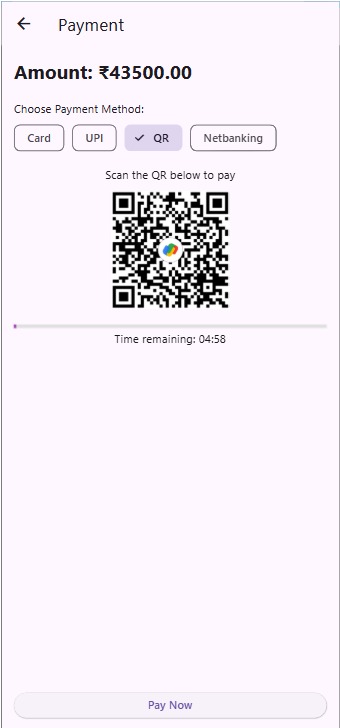 Payment
Amount: ₹43500.00
Choose Payment Method:
Card UPI QR Netbanking
Scan the QR below to pay
Time remaining: 04:58
Pay Now